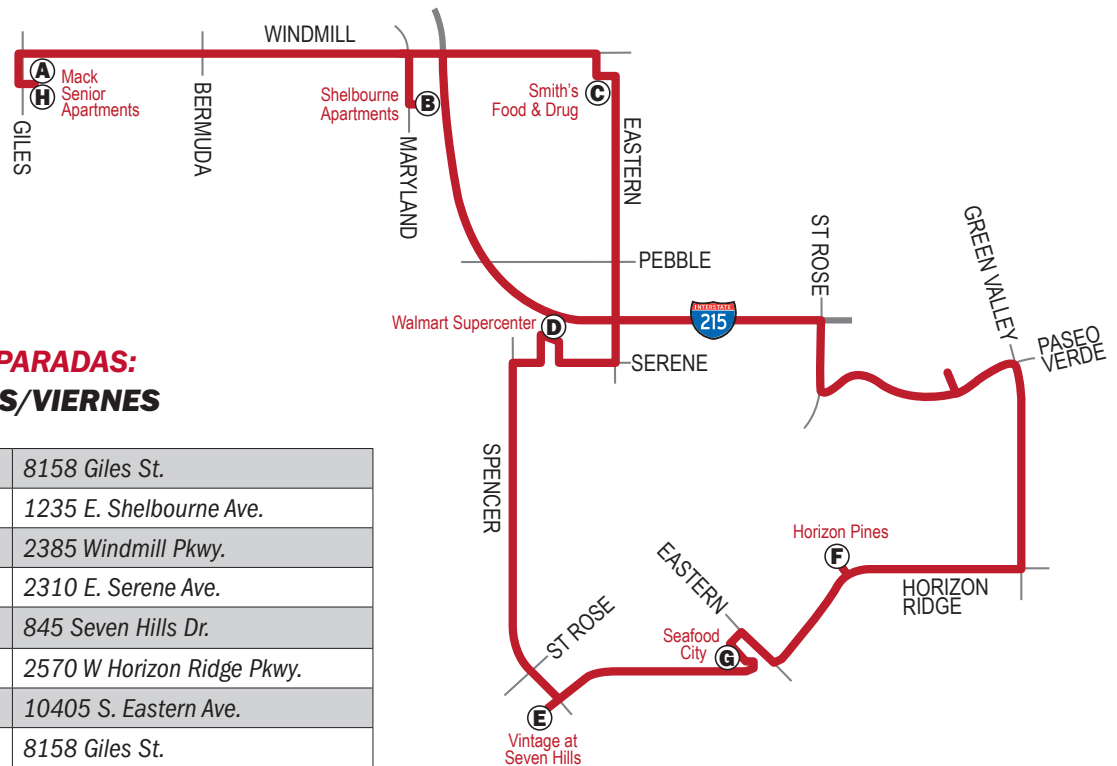 WINDMILL
A
H
Mack
Senior
Apartments
GILES
BERMUDA
Shelbourne
Apartments
B
MARYLAND
Smith's
Food & Drug
C
EASTERN
PEBBLE
ST ROSE
GREEN VALLEY
PASEO
VERDE
INTERSTATE
215
Walmart Supercenter
D
SERENE
SPENCER
PARADAS:
S/VIERNES
8158 Giles St.
1235 E. Shelbourne Ave.
2385 Windmill Pkwy.
2310 E. Serene Ave.
845 Seven Hills Dr.
2570 W Horizon Ridge Pkwy.
10405 S. Eastern Ave.
8158 Giles St.
Horizon Pines
F
HORIZON
RIDGE
EASTERN
ST ROSE
Seafood
City
G
E
Vintage at
Seven Hills